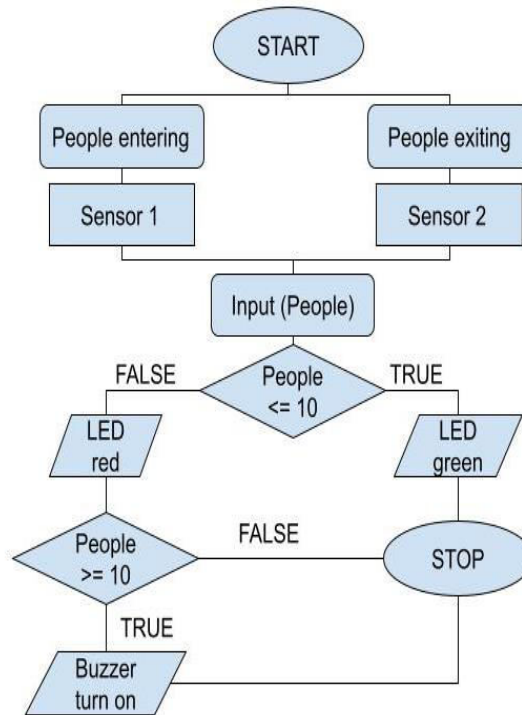 START
People entering
People exiting
Sensor 1
Sensor 2
Input (People)
FALSE
People
<= 10
TRUE
LED
red
LED
green
People
>= 10
FALSE
STOP
TRUE
Buzzer
turn on